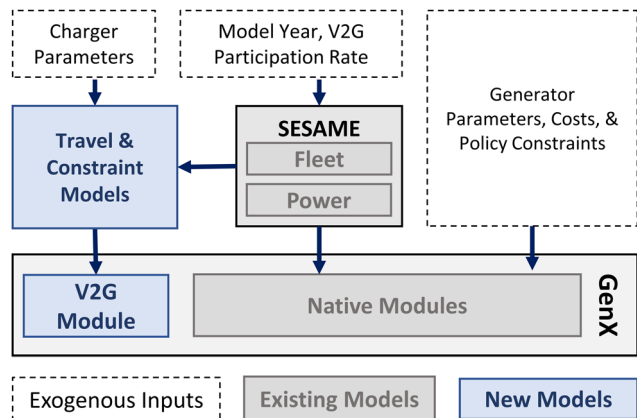 Charger
Parameters
Model Year, V2G
Participation Rate
Generator
Parameters, Costs, &
Policy Constraints
Travel &
Constraint
Models
SESAME
Fleet
Power
V2G
Module
Native Modules
GenX
Exogenous Inputs
Existing Models
New Models